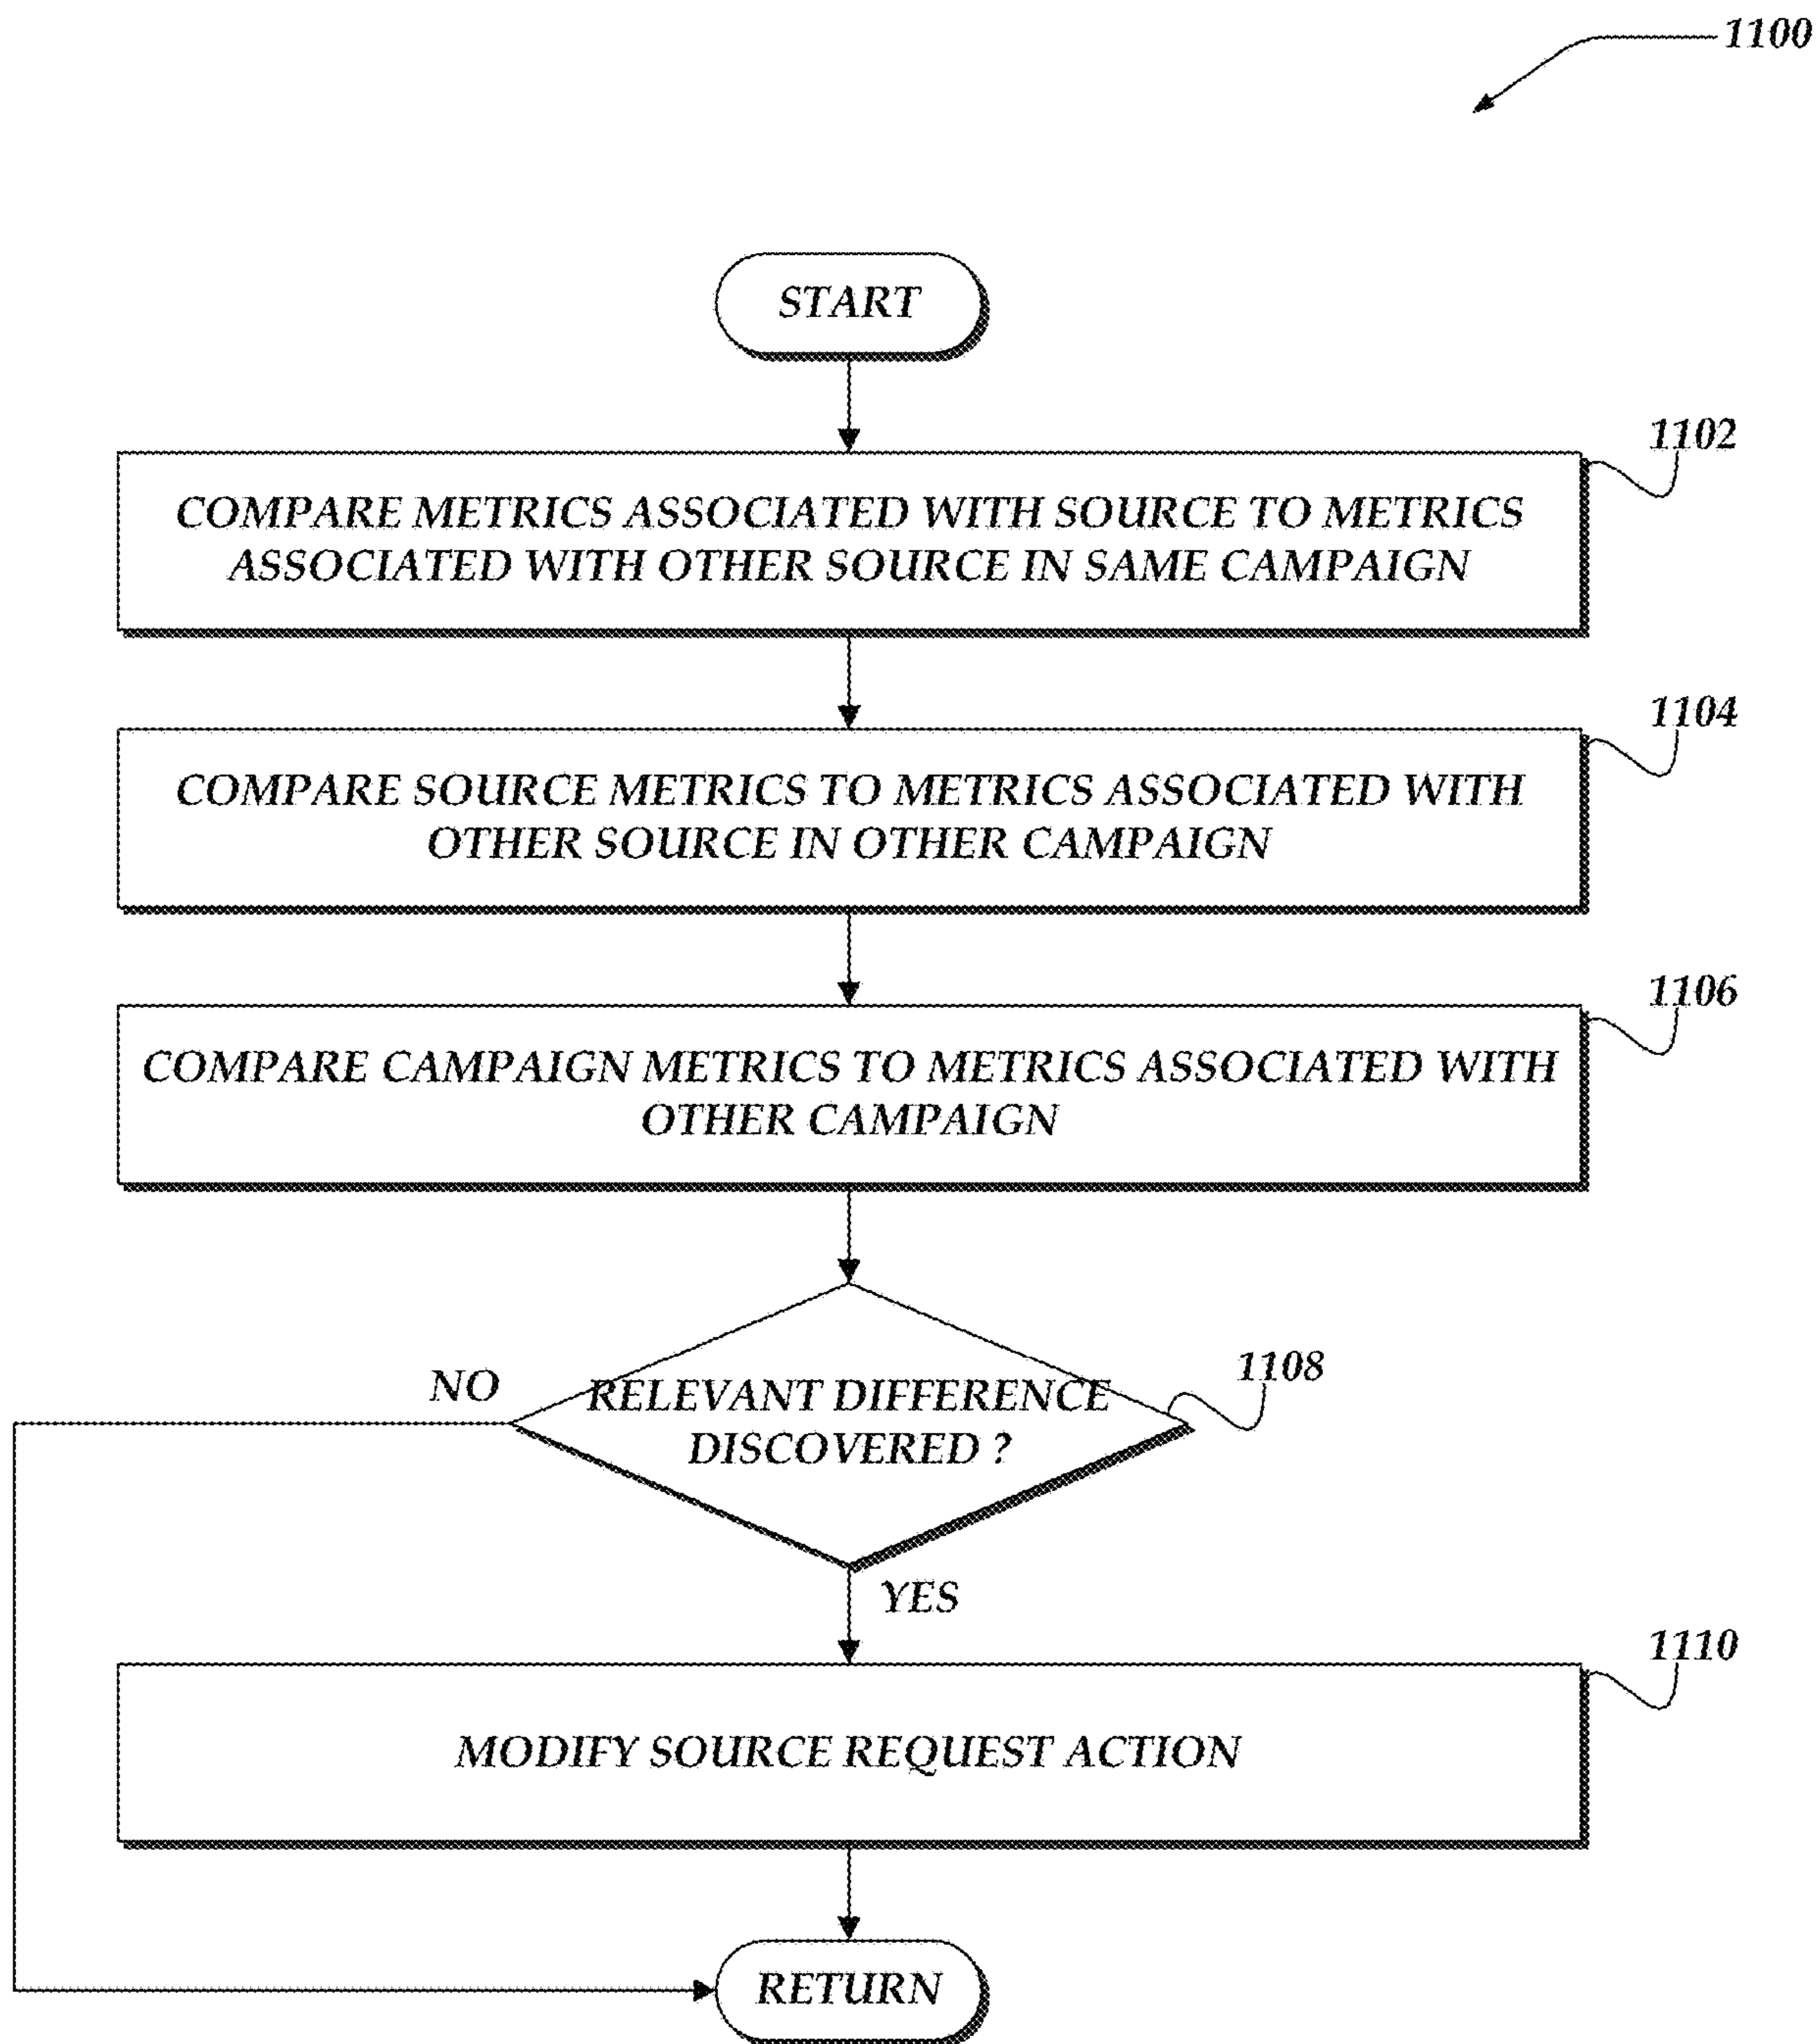 1100
START
1102
COMPARE METRICS ASSOCIATED WITH SOURCE TO METRICS
ASSOCIATED WITH OTHER SOURCE IN SAME CAMPAIGN
1104
COMPARE SOURCE METRICS TO METRICS ASSOCIATED WITH
OTHER SOURCE IN OTHER CAMPAIGN
1106
COMPARE CAMPAIGN METRICS TO METRICS ASSOCIATED WITH
OTHER CAMPAIGN
1108
NO
RELEVANT DIFFERENCE
DISCOVERED ?
YES
1110
MODIFY SOURCE REQUEST ACTION
RETURN